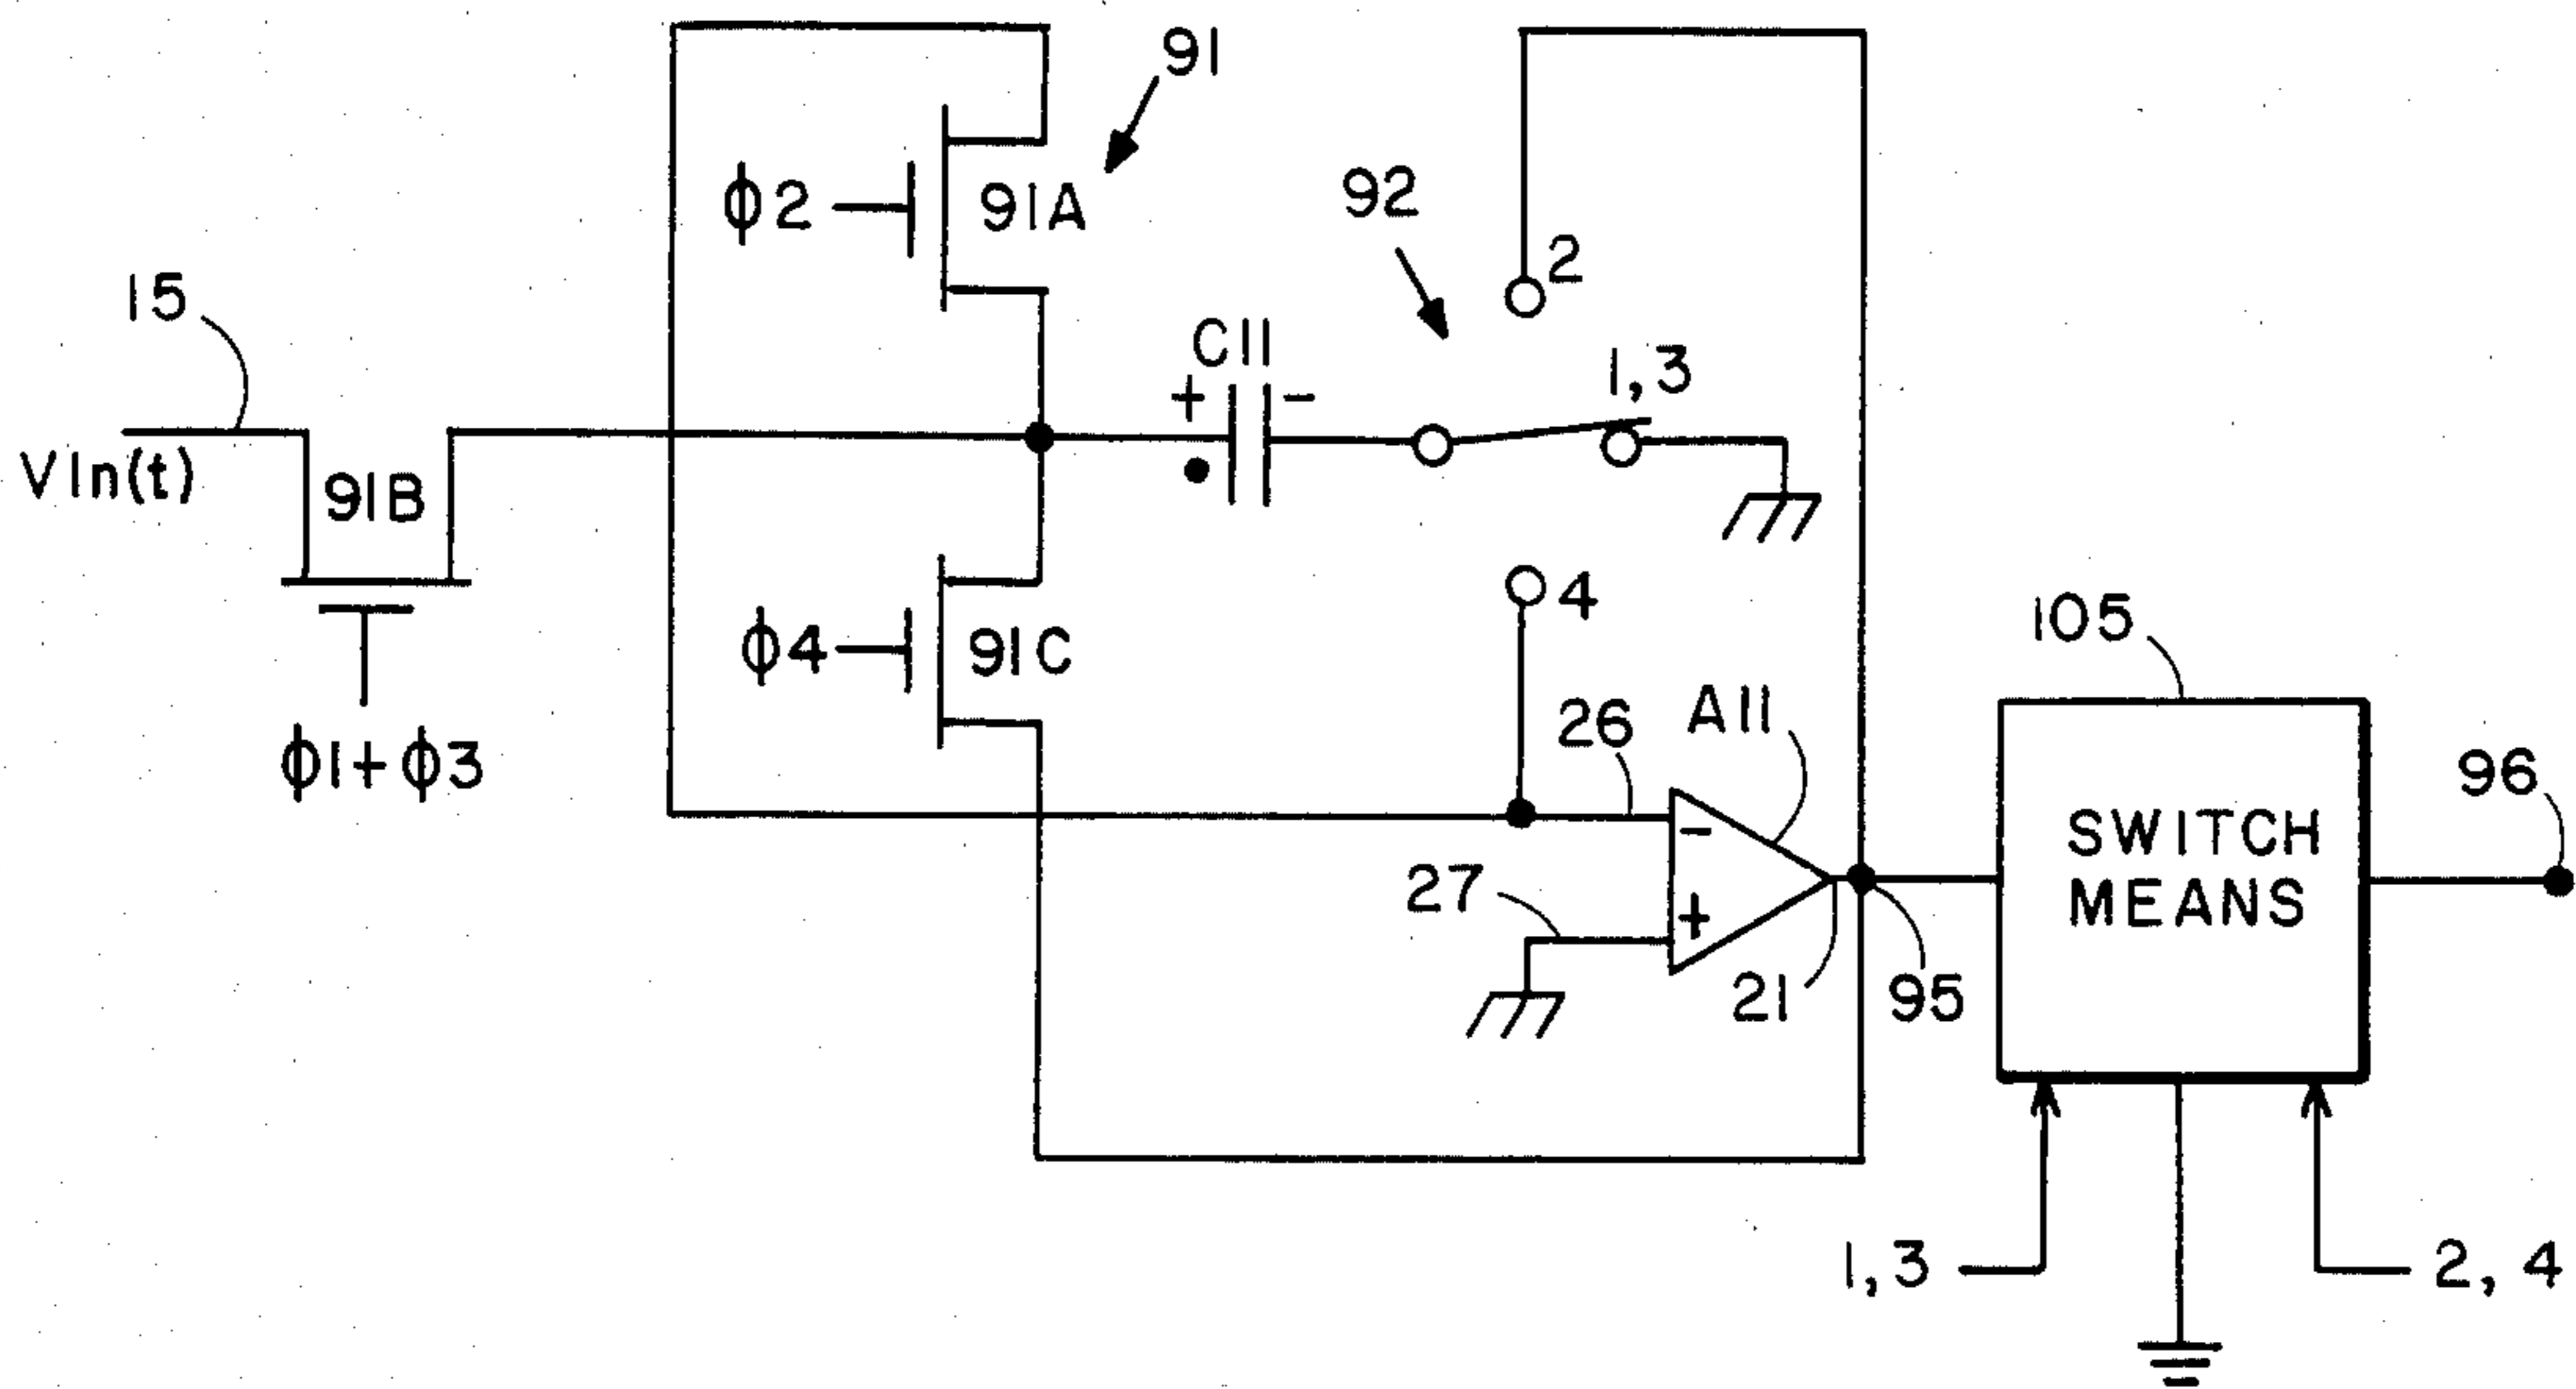 91
ϕ2
91A
92
2
15
C11
+
-
1,3
VIn(t)
91B
4
ϕ4
91C
105
26
A11
ϕ1+ϕ3
96
-
SWITCH
MEANS
27
+
21
95
1,3
2,4